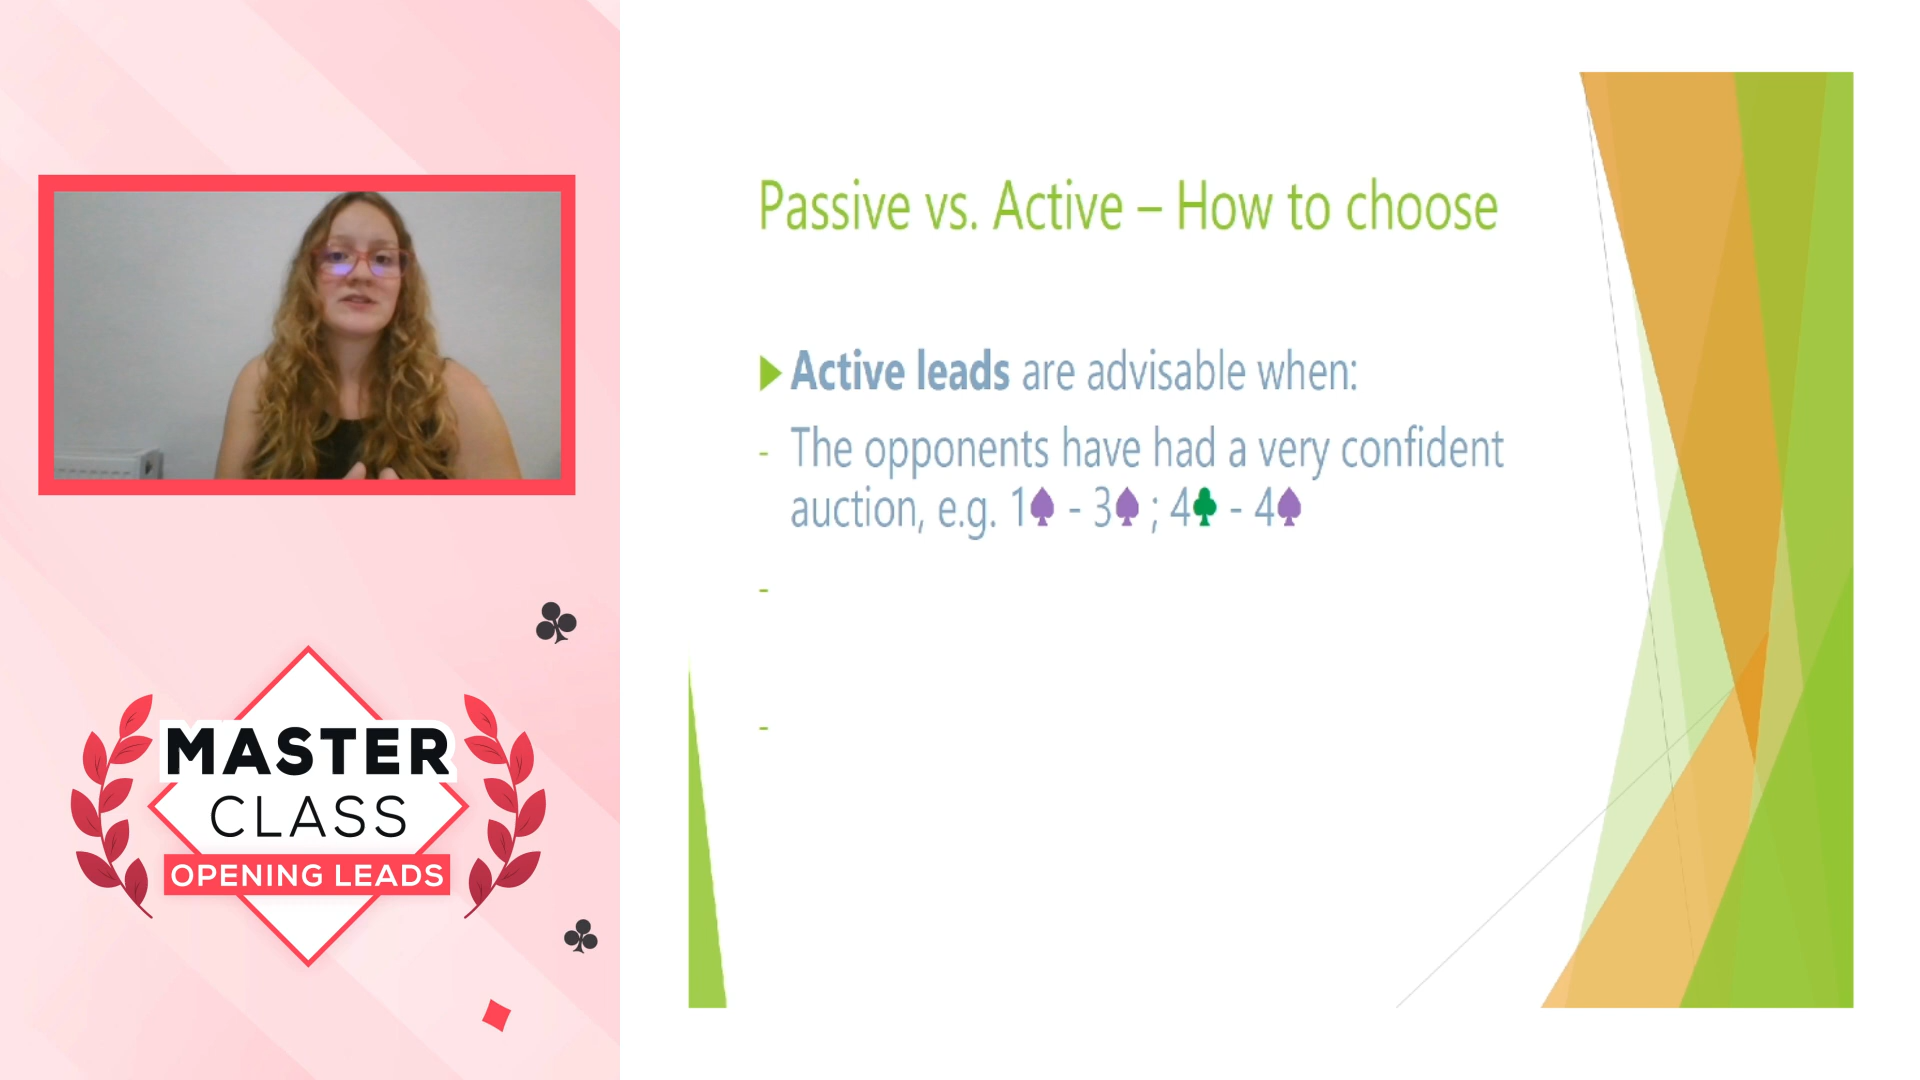 MASTER
CLASS
OPENING LEADS
Passive vs. Active – How to choose
Active leads are advisable when:
- The opponents have had a very confident
auction, e.g. 1♠ - 3♠ ; 4♣ - 4♠
-
-